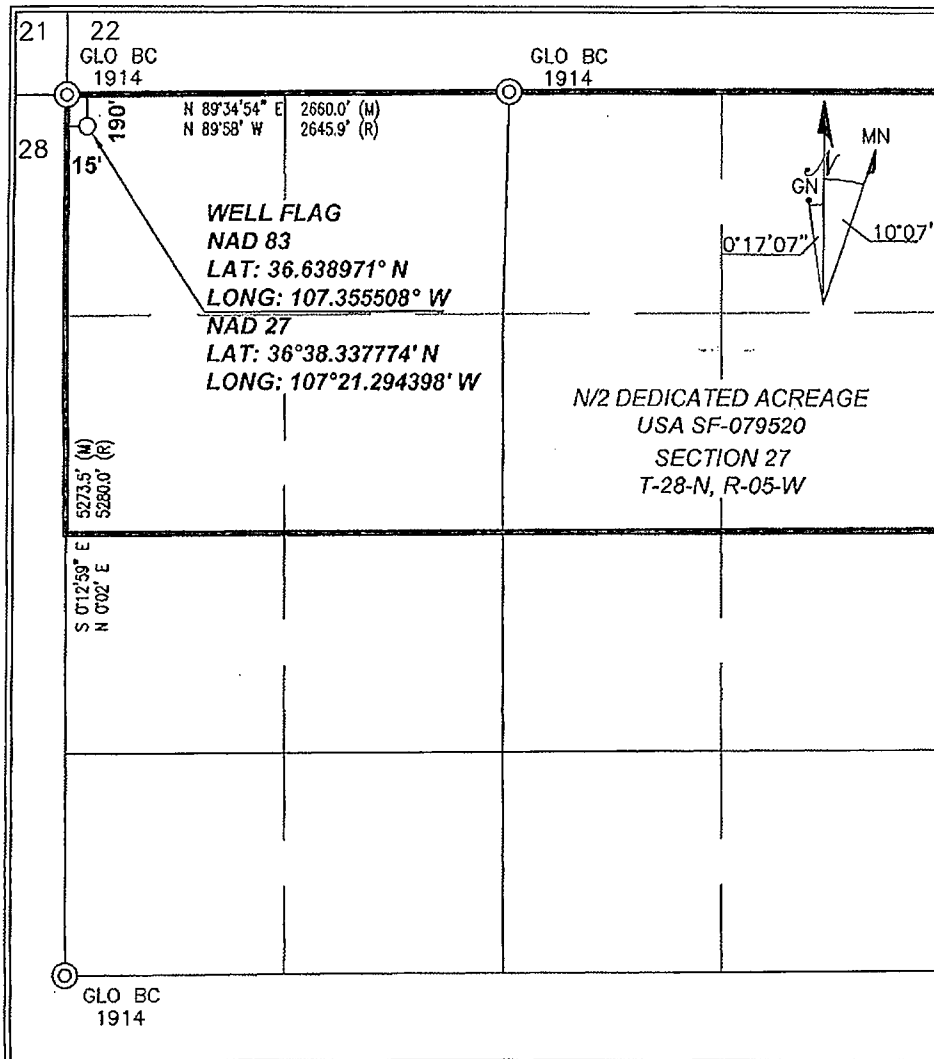 21 22
GLO BC
1914
GLO BC
1914
N 89°34'54" E 2660.0' (M)
N 89°58' W 2645.9' (R)
190'
28
15'
MN
N
GN
0°17'07"
10°07'
WELL FLAG
NAD 83
LAT: 36.638971° N
LONG: 107.355508° W
NAD 27
LAT: 36°38.337774' N
LONG: 107°21.294398' W
N/2 DEDICATED ACREAGE
USA SF-079520
SECTION 27
T-28-N, R-05-W
S 0°12'59" E 5273.5' (M)
N 0°02' E 5280.0' (R)
GLO BC
1914